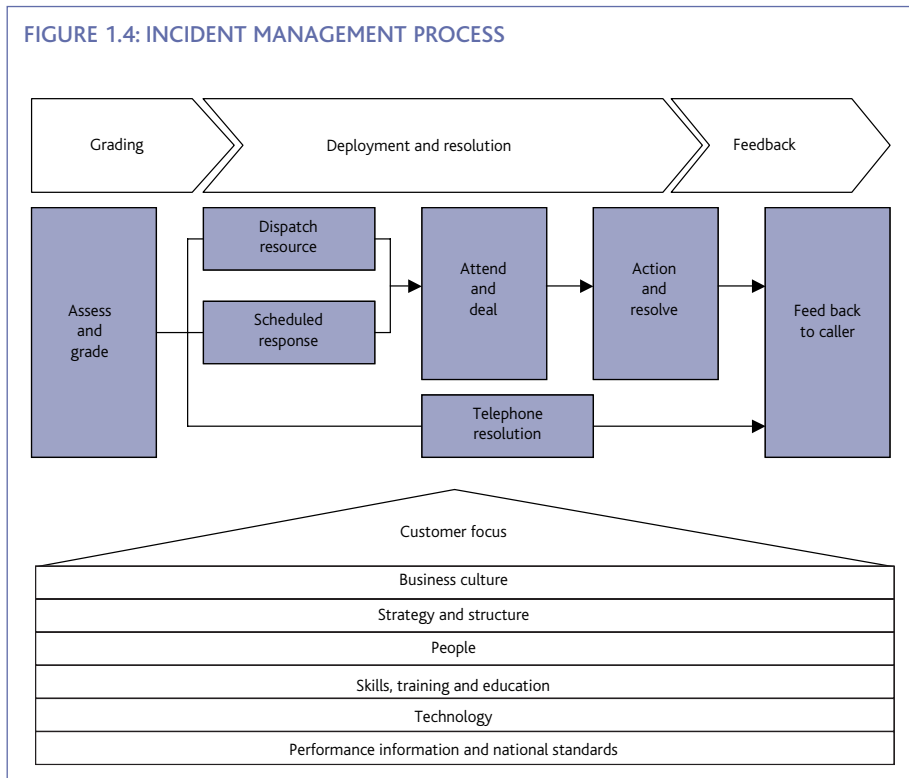 FIGURE 1.4: INCIDENT MANAGEMENT PROCESS
Grading
Deployment and resolution
Feedback
Assess
and
grade
Dispatch
resource
Scheduled
response
Attend
and
deal
Action
and
resolve
Telephone
resolution
Feed back
to caller
Customer focus
Business culture
Strategy and structure
People
Skills, training and education
Technology
Performance information and national standards